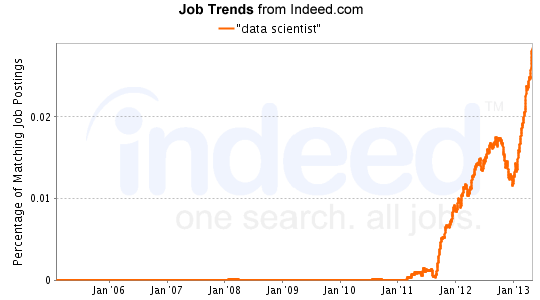 Job Trends from Indeed.com
"data scientist"
Percentage of Matching Job Postings
0.02
0.01
0
indeed™
one search. all jobs.
Jan'06 Jan'07 Jan'08 Jan'09 Jan'10 Jan'11 Jan'12 Jan'13